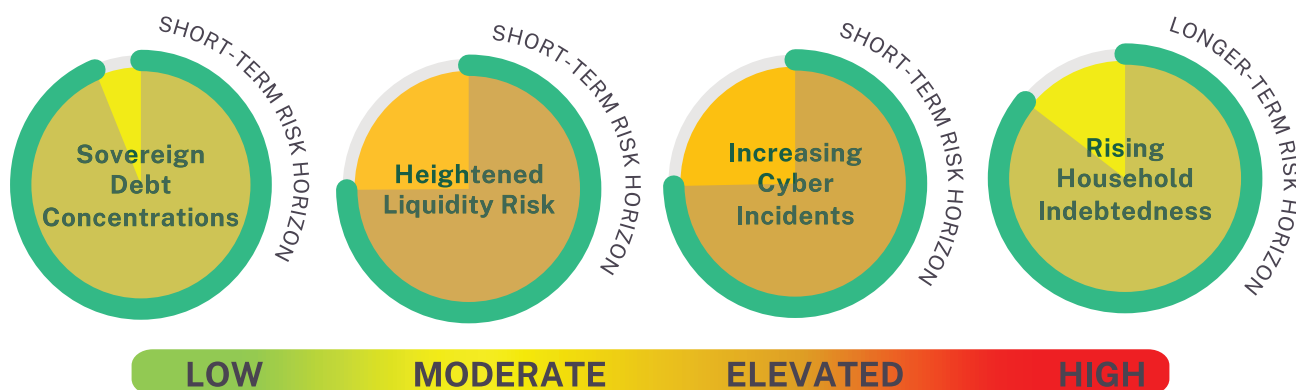 SHORT-TERM RISK HORIZON
Sovereign
Debt
Concentrations
SHORT-TERM RISK HORIZON
Heightened
Liquidity Risk
SHORT-TERM RISK HORIZON
Increasing
Cyber
Incidents
LONGER-TERM RISK HORIZON
Rising
Household
Indebtedness
LOW MODERATE ELEVATED HIGH